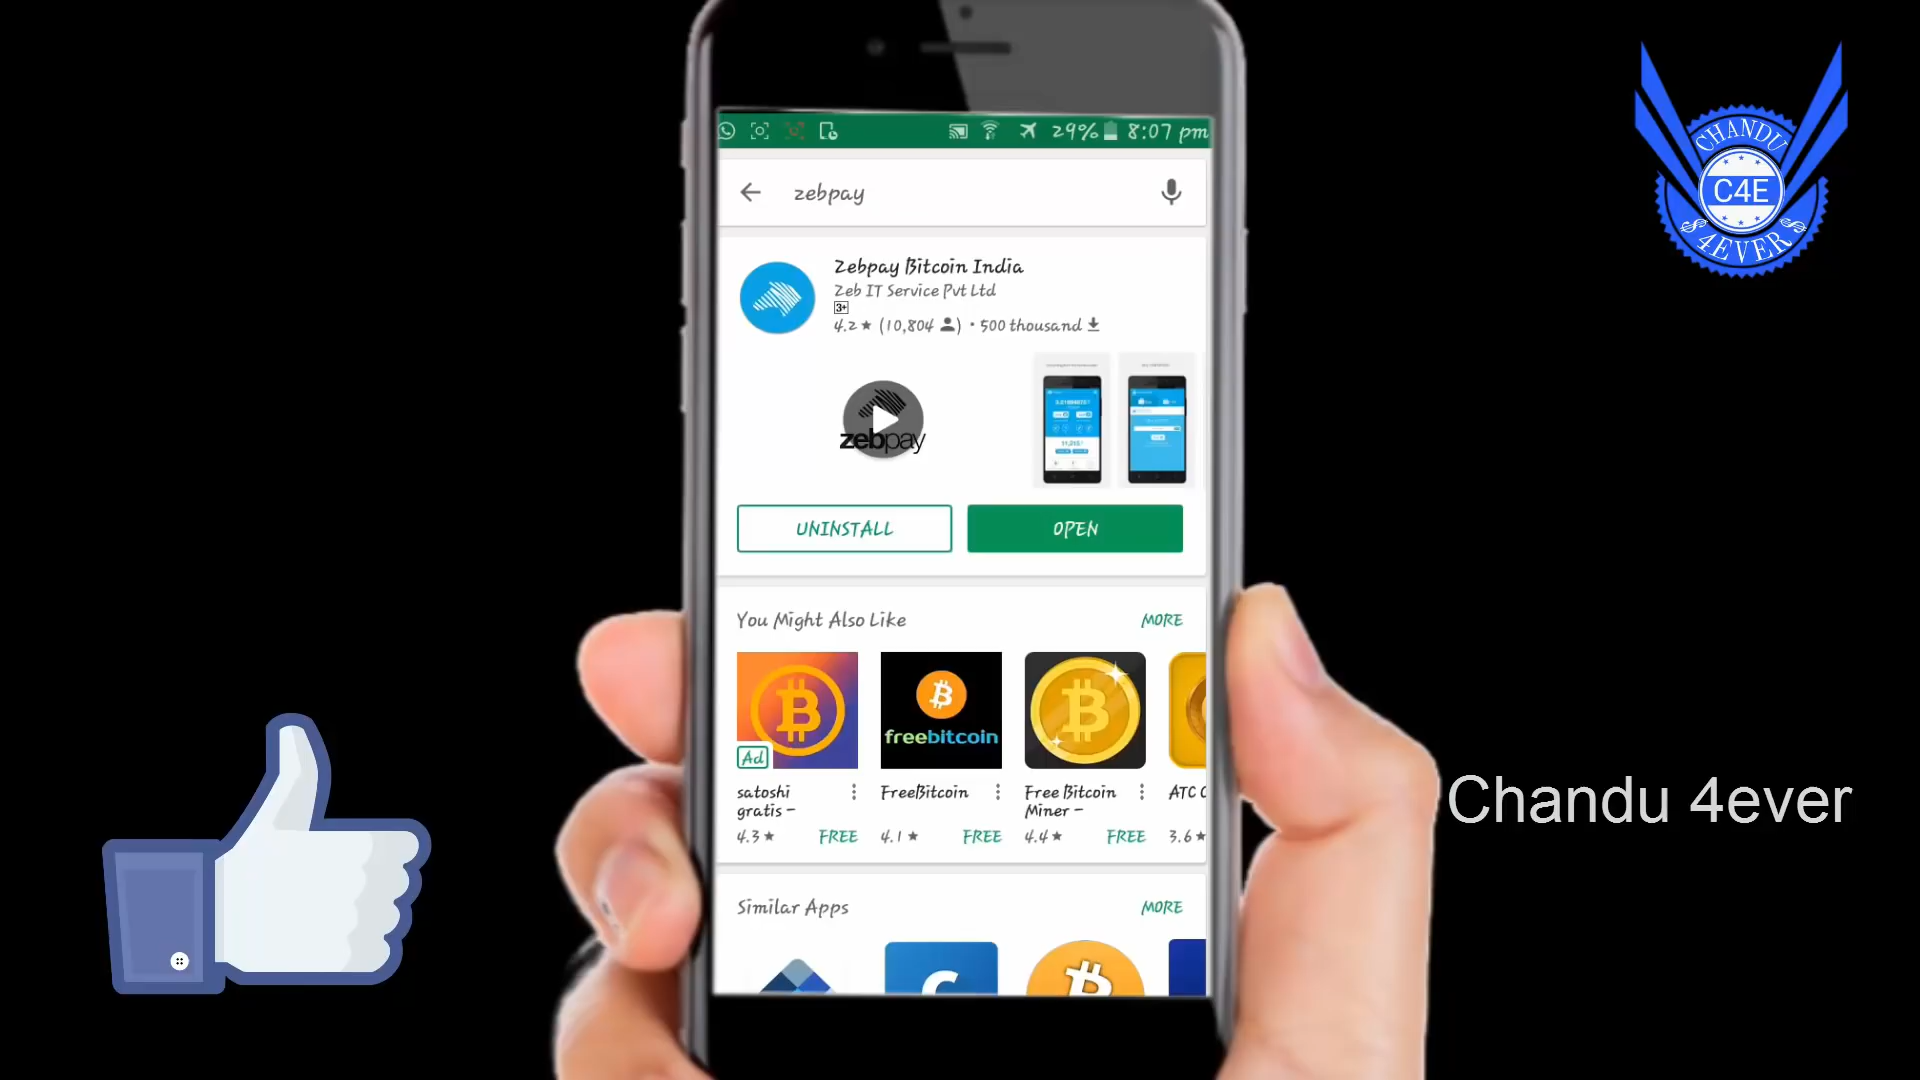 29% 8:07 pm
zebpay
Zebpay Bitcoin India
Zeb IT Service Pvt Ltd
3+
4.2 ★ (10,804) • 500 thousand
zebpay
UNINSTALL
OPEN
You Might Also Like
MORE
freebitcoin
Ad
satoshi gratis –
4.3 ★ FREE
FreeBitcoin
4.1 ★ FREE
Free Bitcoin Miner –
4.4 ★ FREE
ATC C
3.6 ★
Similar Apps
MORE
CHANDU
C4E
$ 4EVER $
Chandu 4ever